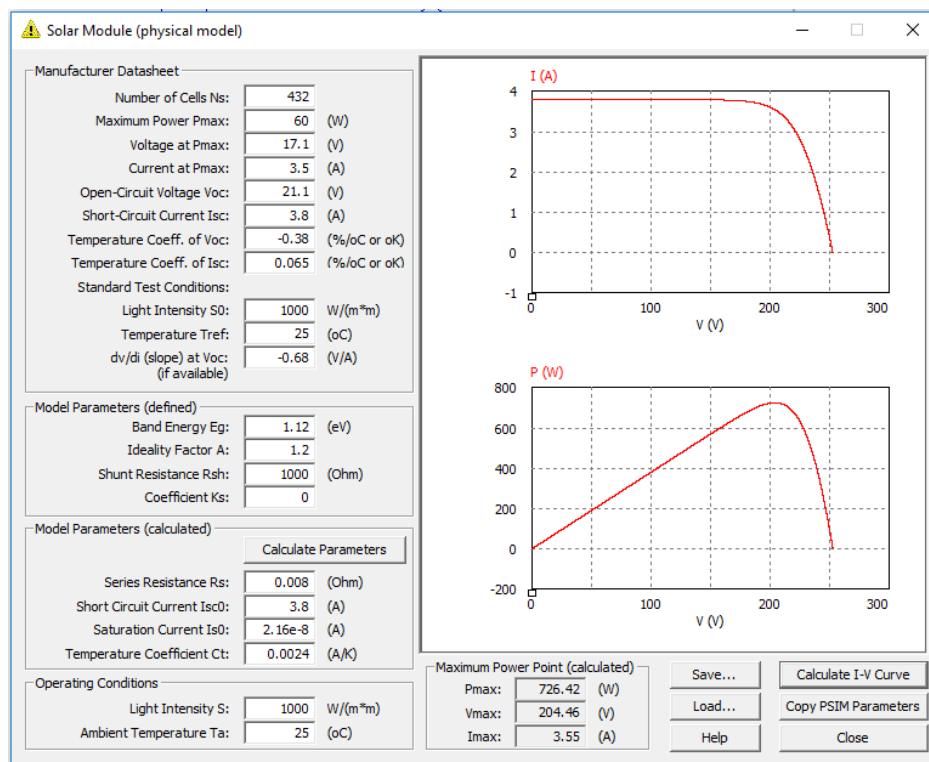 Solar Module (physical model)
Manufacturer Datasheet
Number of Cells Ns: 432
Maximum Power Pmax: 60 (W)
Voltage at Pmax: 17.1 (V)
Current at Pmax: 3.5 (A)
Open-Circuit Voltage Voc: 21.1 (V)
Short-Circuit Current Isc: 3.8 (A)
Temperature Coeff. of Voc: -0.38 (%/oC or oK)
Temperature Coeff. of Isc: 0.065 (%/oC or oK)
Standard Test Conditions:
Light Intensity S0: 1000 W/(m*m)
Temperature Tref: 25 (oC)
dv/di (slope) at Voc: -0.68 (V/A)
(if available)
Model Parameters (defined)
Band Energy Eg: 1.12 (eV)
Ideality Factor A: 1.2
Shunt Resistance Rsh: 1000 (Ohm)
Coefficient Ks: 0
Model Parameters (calculated)
Calculate Parameters
Series Resistance Rs: 0.008 (Ohm)
Short Circuit Current Isc0: 3.8 (A)
Saturation Current Is0: 2.16e-8 (A)
Temperature Coefficient Ct: 0.0024 (A/K)
Operating Conditions
Light Intensity S: 1000 W/(m*m)
Ambient Temperature Ta: 25 (oC)
I (A)
4
3
2
1
0
-1
0 100 200 300
V (V)
P (W)
800
600
400
200
0
-200
0 100 200 300
V (V)
Maximum Power Point (calculated)
Pmax: 726.42 (W)
Vmax: 204.46 (V)
Imax: 3.55 (A)
Save... Calculate I-V Curve
Load... Copy PSIM Parameters
Help Close